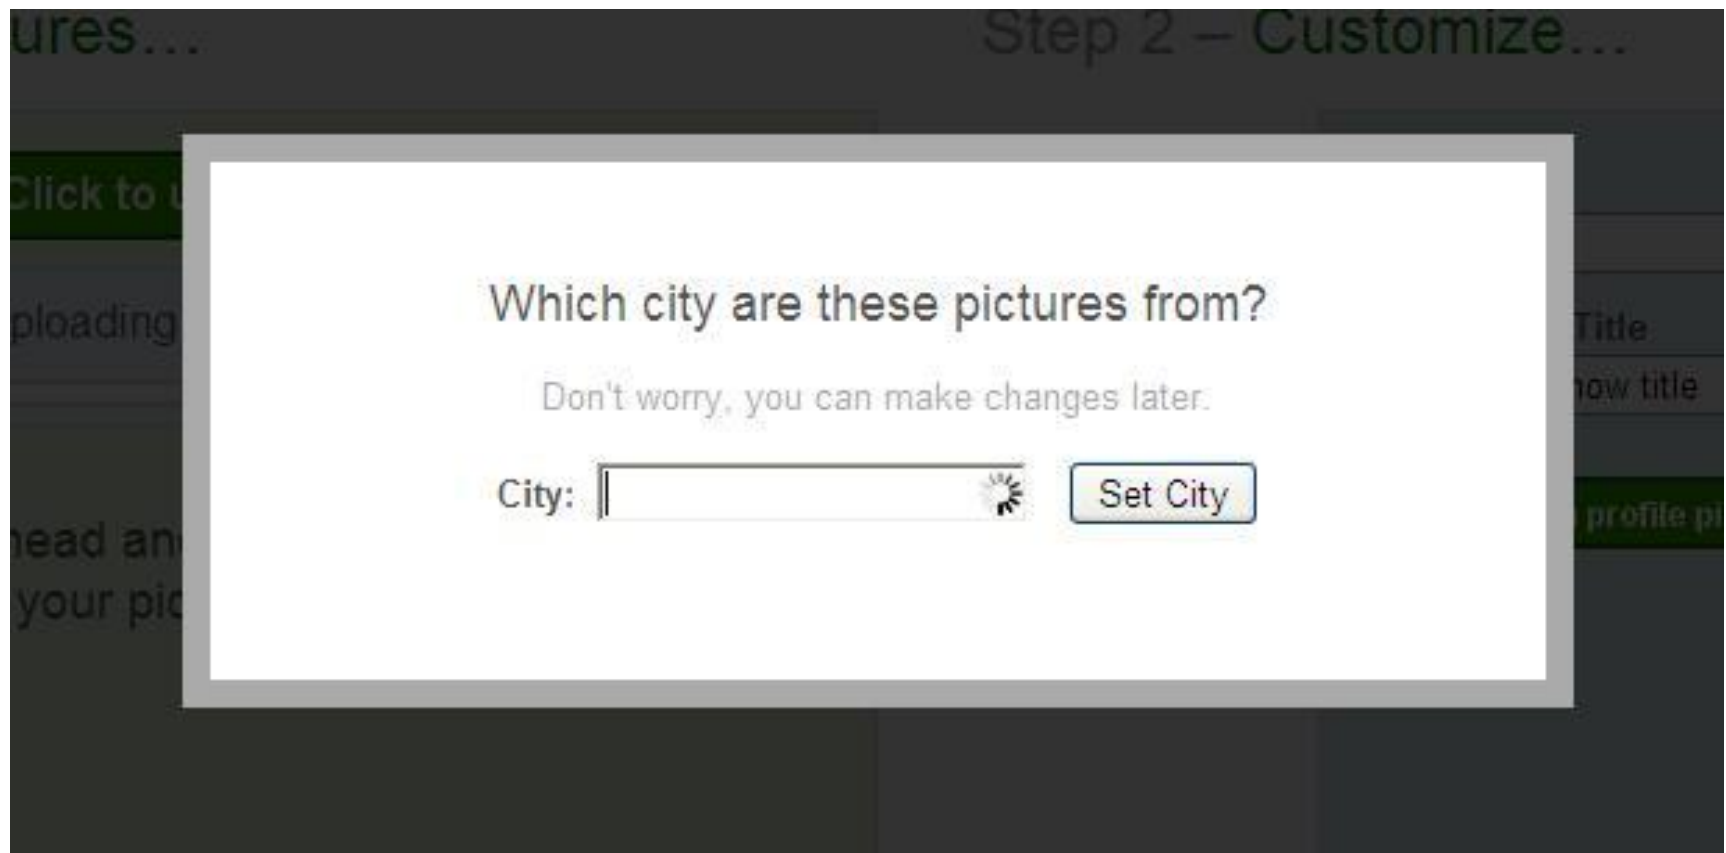 ures...
Step 2 – Customize...
Click to u
ploading
Which city are these pictures from?
Don't worry, you can make changes later.
City:
Set City
Title
how title
profile pi
head an
your pic